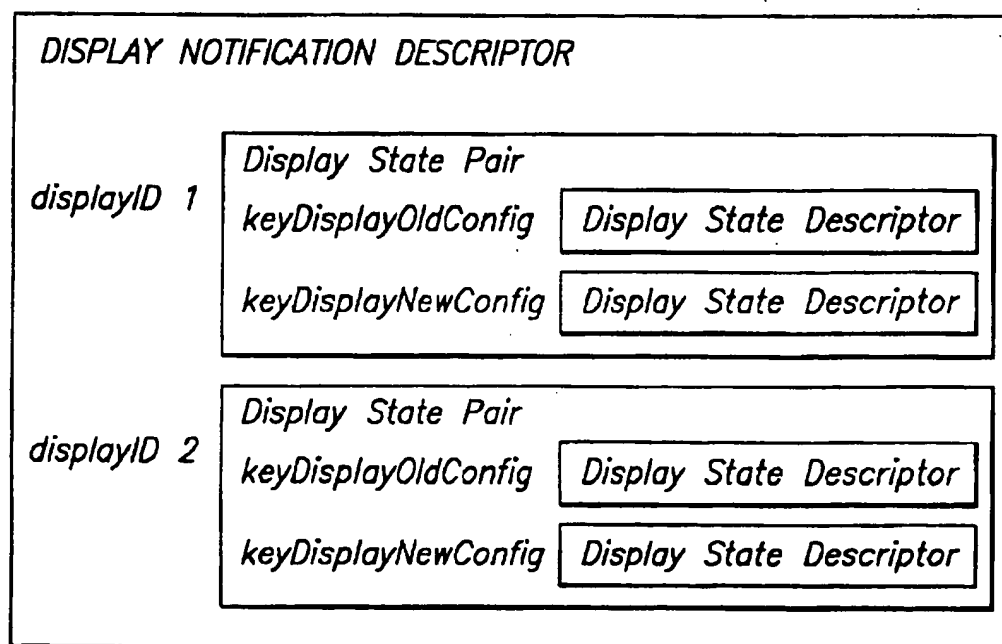 DISPLAY NOTIFICATION DESCRIPTOR
displayID 1
Display State Pair
keyDisplayOldConfig Display State Descriptor
keyDisplayNewConfig Display State Descriptor
displayID 2
Display State Pair
keyDisplayOldConfig Display State Descriptor
keyDisplayNewConfig Display State Descriptor